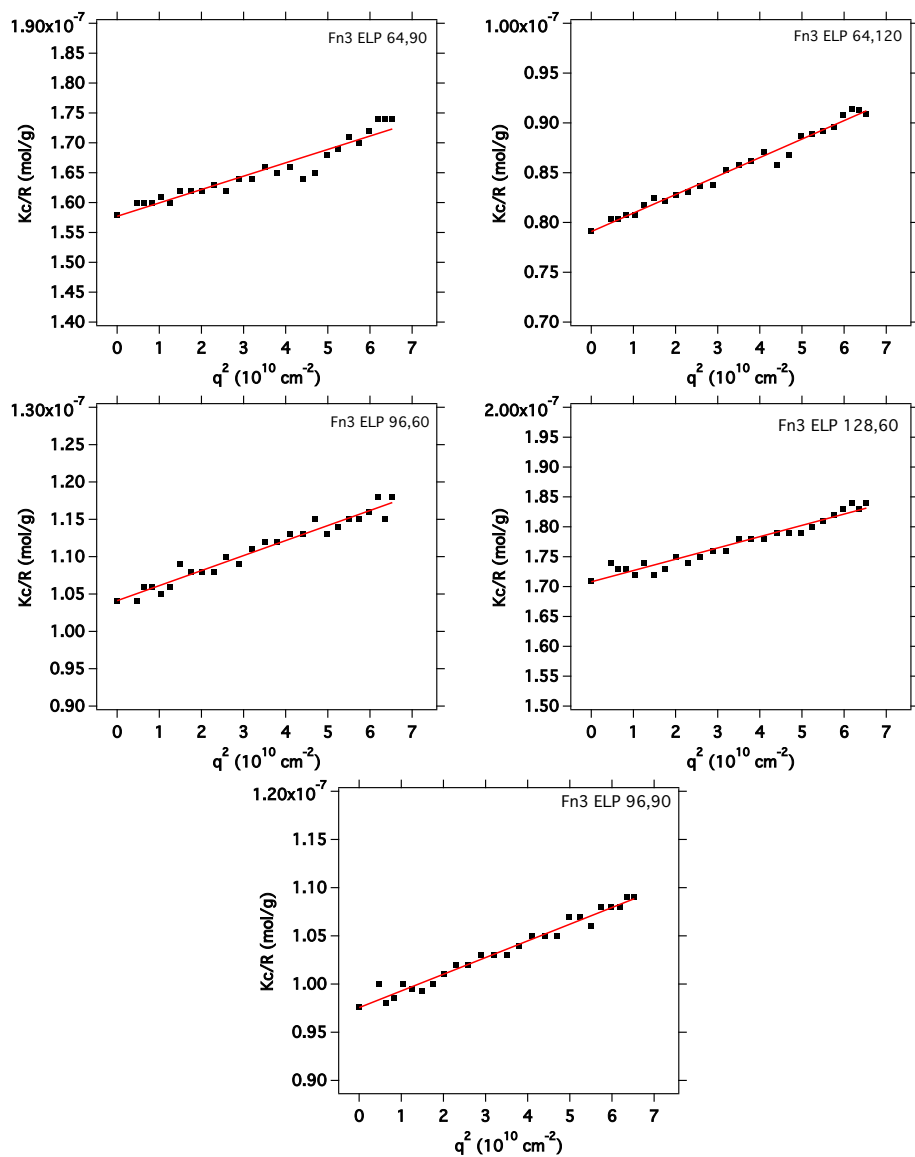 1.90x10-7
Fn3 ELP 64,90
1.85
1.80
1.75
1.70
1.65
1.60
1.55
1.50
1.45
1.40
Kc/R (mol/g)
0 1 2 3 4 5 6 7
q2 (1010 cm-2)
1.00x10-7
Fn3 ELP 64,120
0.95
0.90
0.85
0.80
0.75
0.70
Kc/R (mol/g)
0 1 2 3 4 5 6 7
q2 (1010 cm-2)
1.30x10-7
Fn3 ELP 96,60
1.25
1.20
1.15
1.10
1.05
1.00
0.95
0.90
Kc/R (mol/g)
0 1 2 3 4 5 6 7
q2 (1010 cm-2)
2.00x10-7
Fn3 ELP 128,60
1.95
1.90
1.85
1.80
1.75
1.70
1.65
1.60
1.55
1.50
Kc/R (mol/g)
0 1 2 3 4 5 6 7
q2 (1010 cm-2)
1.20x10-7
Fn3 ELP 96,90
1.15
1.10
1.05
1.00
0.95
0.90
Kc/R (mol/g)
0 1 2 3 4 5 6 7
q2 (1010 cm-2)